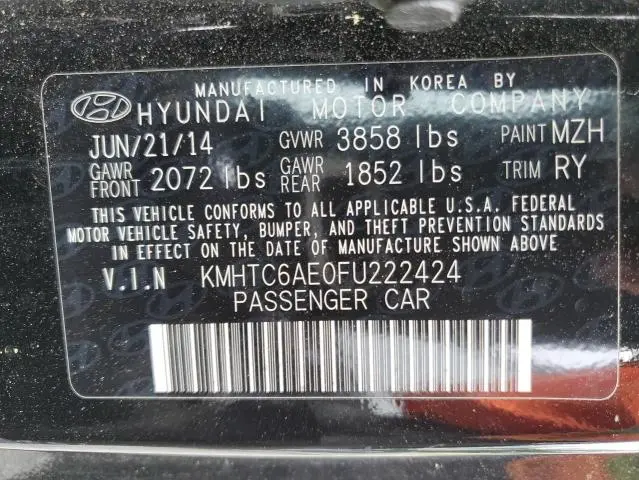 MANUFACTURED IN KOREA BY
HYUNDAI MOTOR COMPANY
JUN/21/14 GVWR 3858 lbs PAINT MZH
GAWR FRONT 2072 lbs GAWR REAR 1852 lbs TRIM RY
THIS VEHICLE CONFORMS TO ALL APPLICABLE U.S.A. FEDERAL
MOTOR VEHICLE SAFETY, BUMPER, AND THEFT PREVENTION STANDARDS
IN EFFECT ON THE DATE OF MANUFACTURE SHOWN ABOVE
V.I.N KMHTC6AE0FU222424
PASSENGER CAR